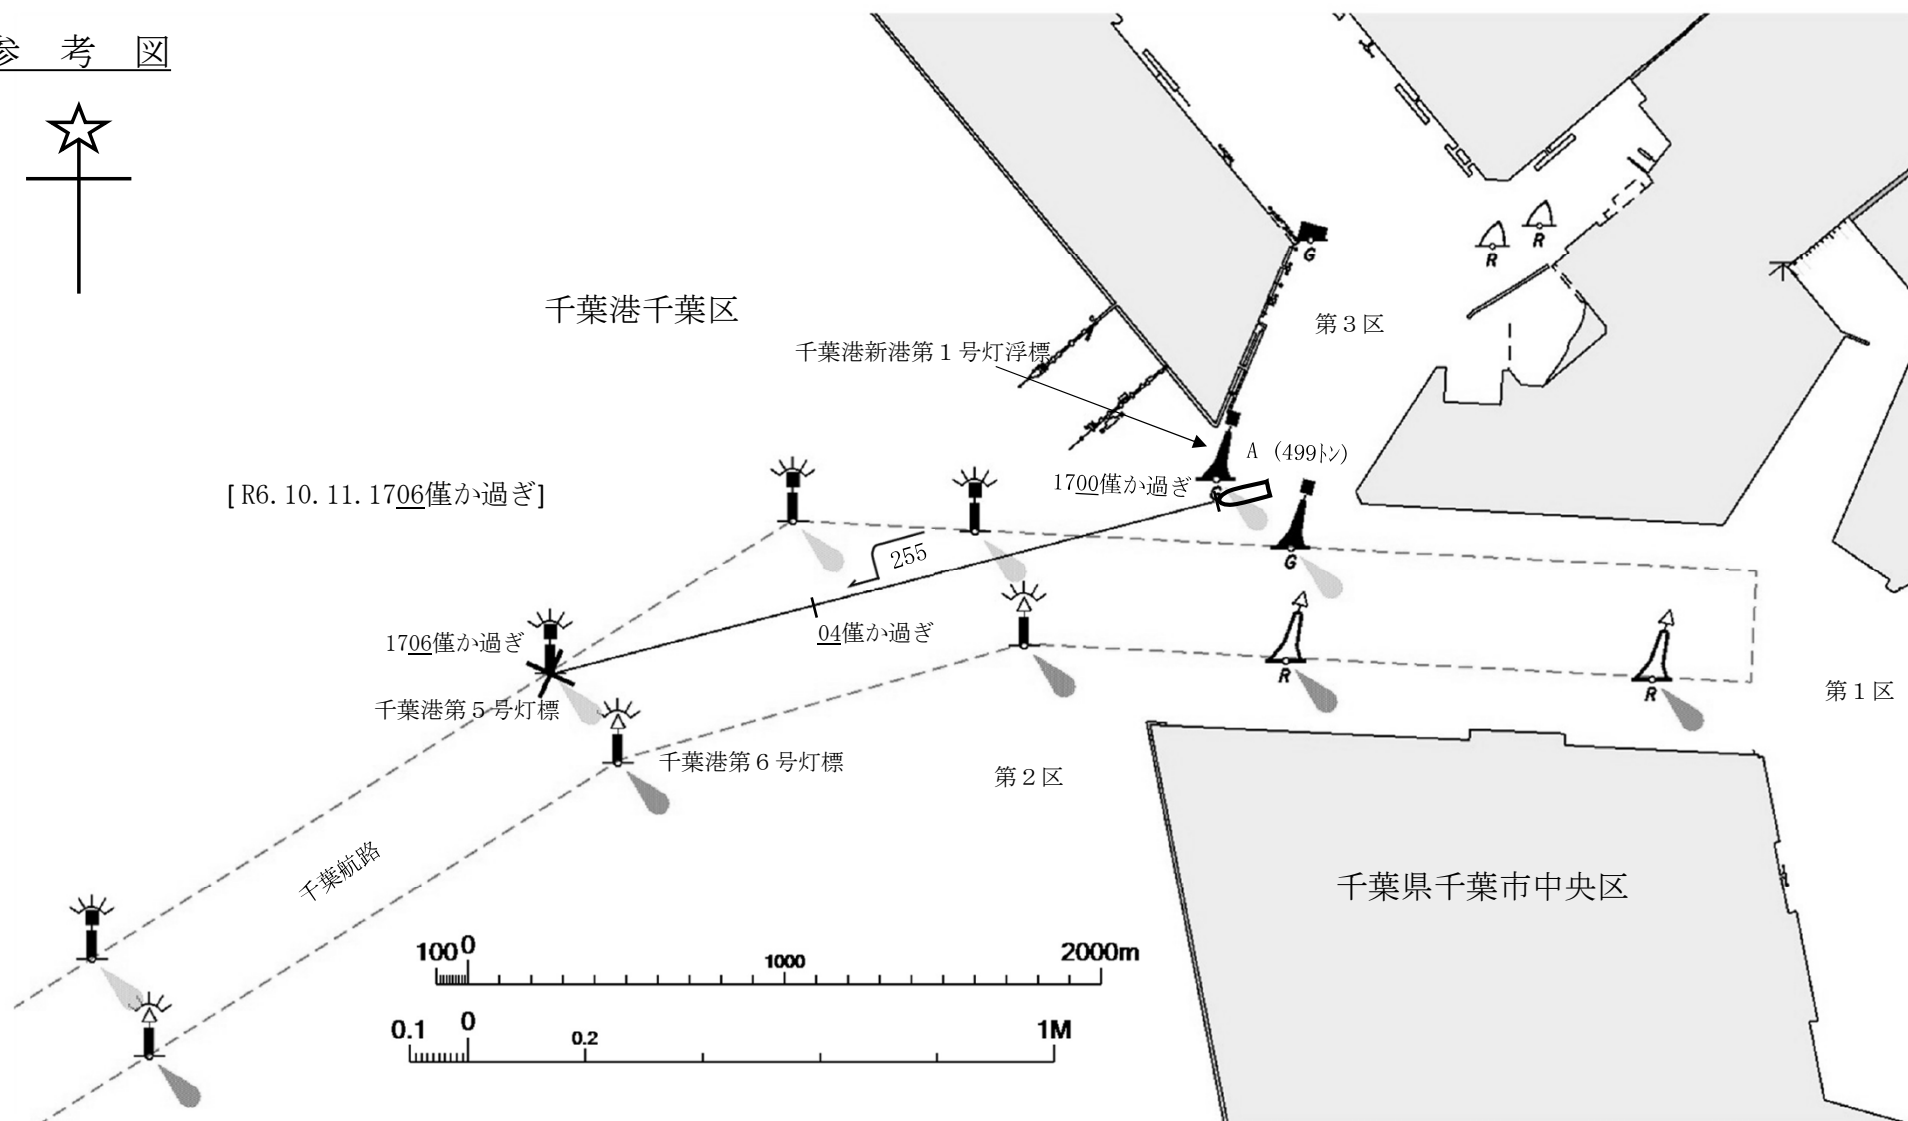 参 考 図
千葉港千葉区
第３区
千葉港新港第１号灯浮標
A (499㌧)
1700僅か過ぎ
[R6.10.11.1706僅か過ぎ]
255
04僅か過ぎ
1706僅か過ぎ
千葉港第５号灯標
千葉港第６号灯標
第２区
第１区
千葉航路
千葉県千葉市中央区
G
R
R
G
G
R
R
100 0 1000 2000m
0.1 0 0.2 1M